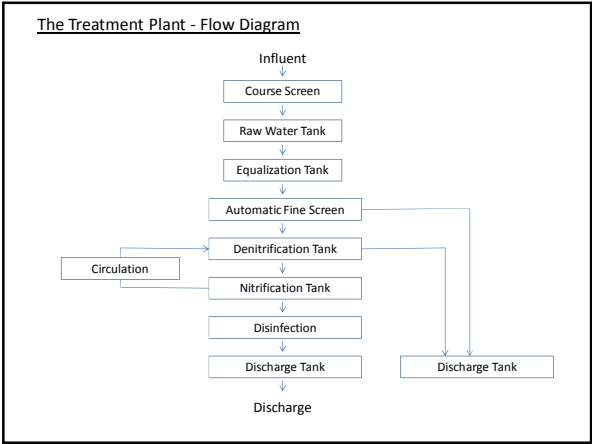 The Treatment Plant - Flow Diagram
Influent
Course Screen
Raw Water Tank
Equalization Tank
Automatic Fine Screen
Denitrification Tank
Circulation
Nitrification Tank
Disinfection
Discharge Tank
Discharge Tank
Discharge